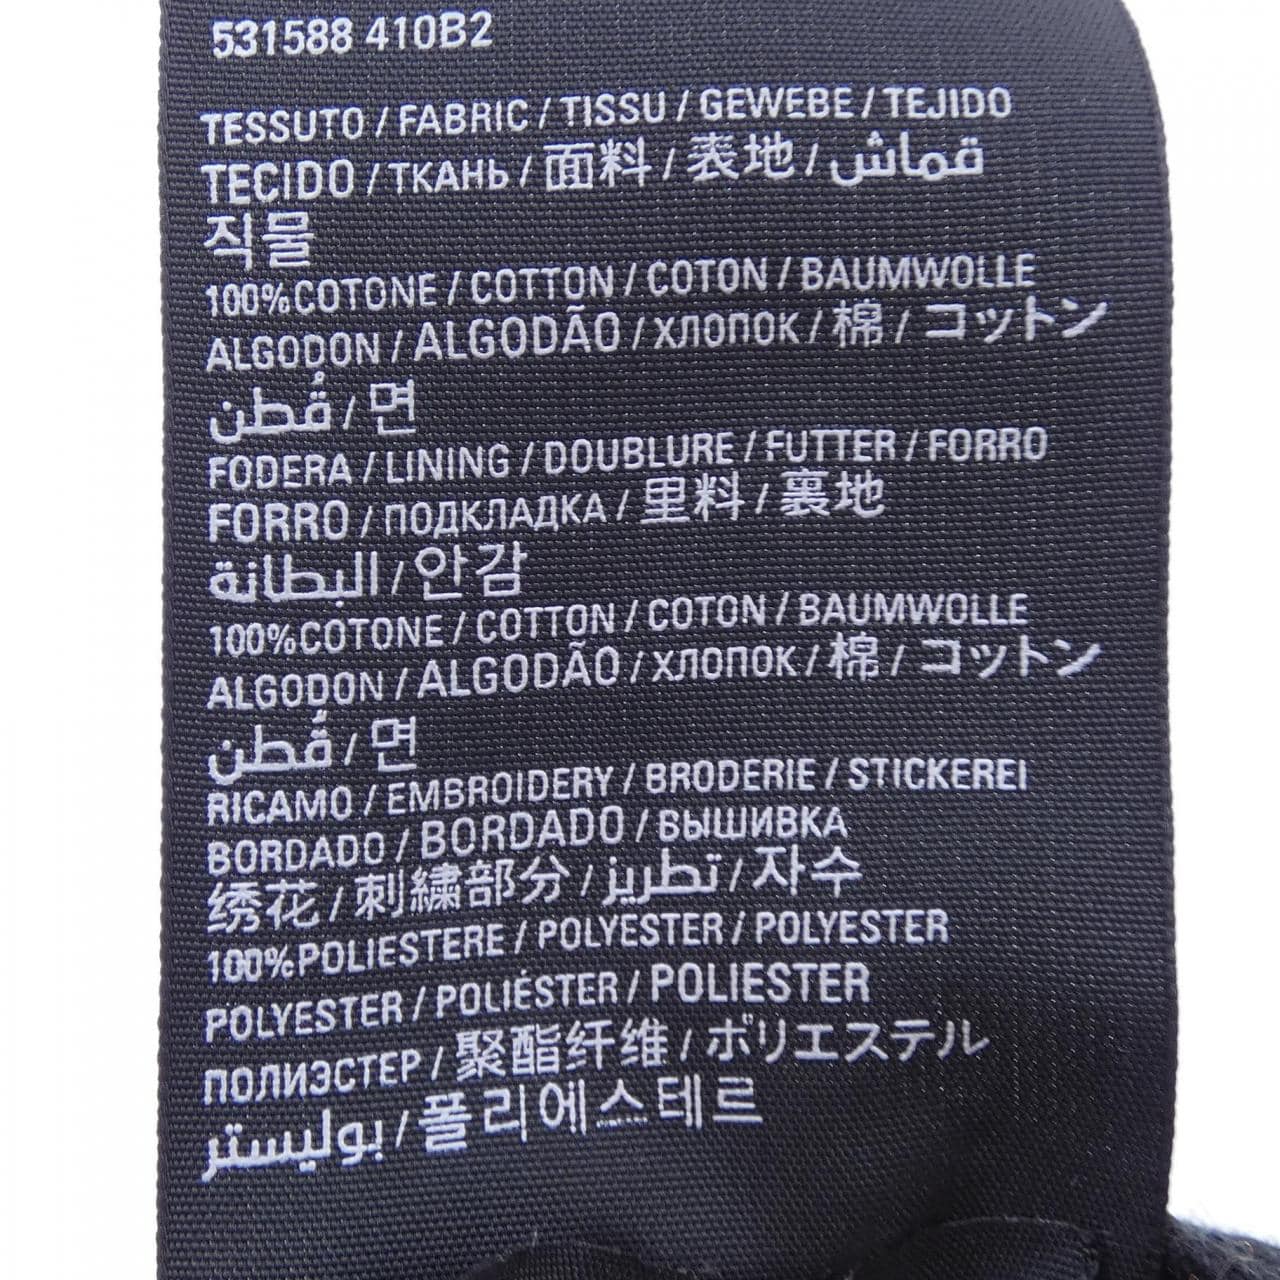 531588 410B2
TESSUTO / FABRIC / TISSU / GEWEBE / TEJIDO
TECIDO / ТКАНЬ / 面料 / 表地 / قماش
직물
100%COTONE / COTTON / COTON / BAUMWOLLE
ALGODON / ALGODÃO / ХЛОПОК / 棉 / コットン
قُطن / 면
FODERA / LINING / DOUBLURE / FUTTER / FORRO
FORRO / ПОДКЛАДКА / 里料 / 裏地
البطانة / 안감
100%COTONE / COTTON / COTON / BAUMWOLLE
ALGODON / ALGODÃO / ХЛОПОК / 棉 / コットン
قُطن / 면
RICAMO / EMBROIDERY / BRODERIE / STICKEREI
BORDADO / BORDADO / ВЫШИВКА
绣花 / 刺繍部分 / تطريز / 자수
100%POLIESTERE / POLYESTER / POLYESTER
POLYESTER / POLIÉSTER / POLIESTER
ПОЛИЭСТЕР / 聚酯纤维 / ポリエステル
بوليستر / 폴리에스테르